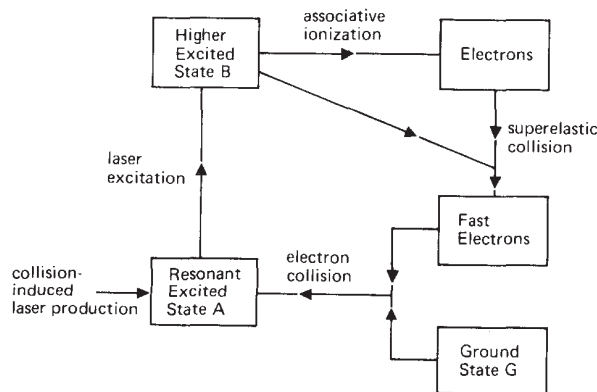 associative
ionization
Higher
Excited
State B
Electrons
superelastic
collision
laser
excitation
Fast
Electrons
electron
collision
collision-
induced
laser production
Resonant
Excited
State A
Ground
State G